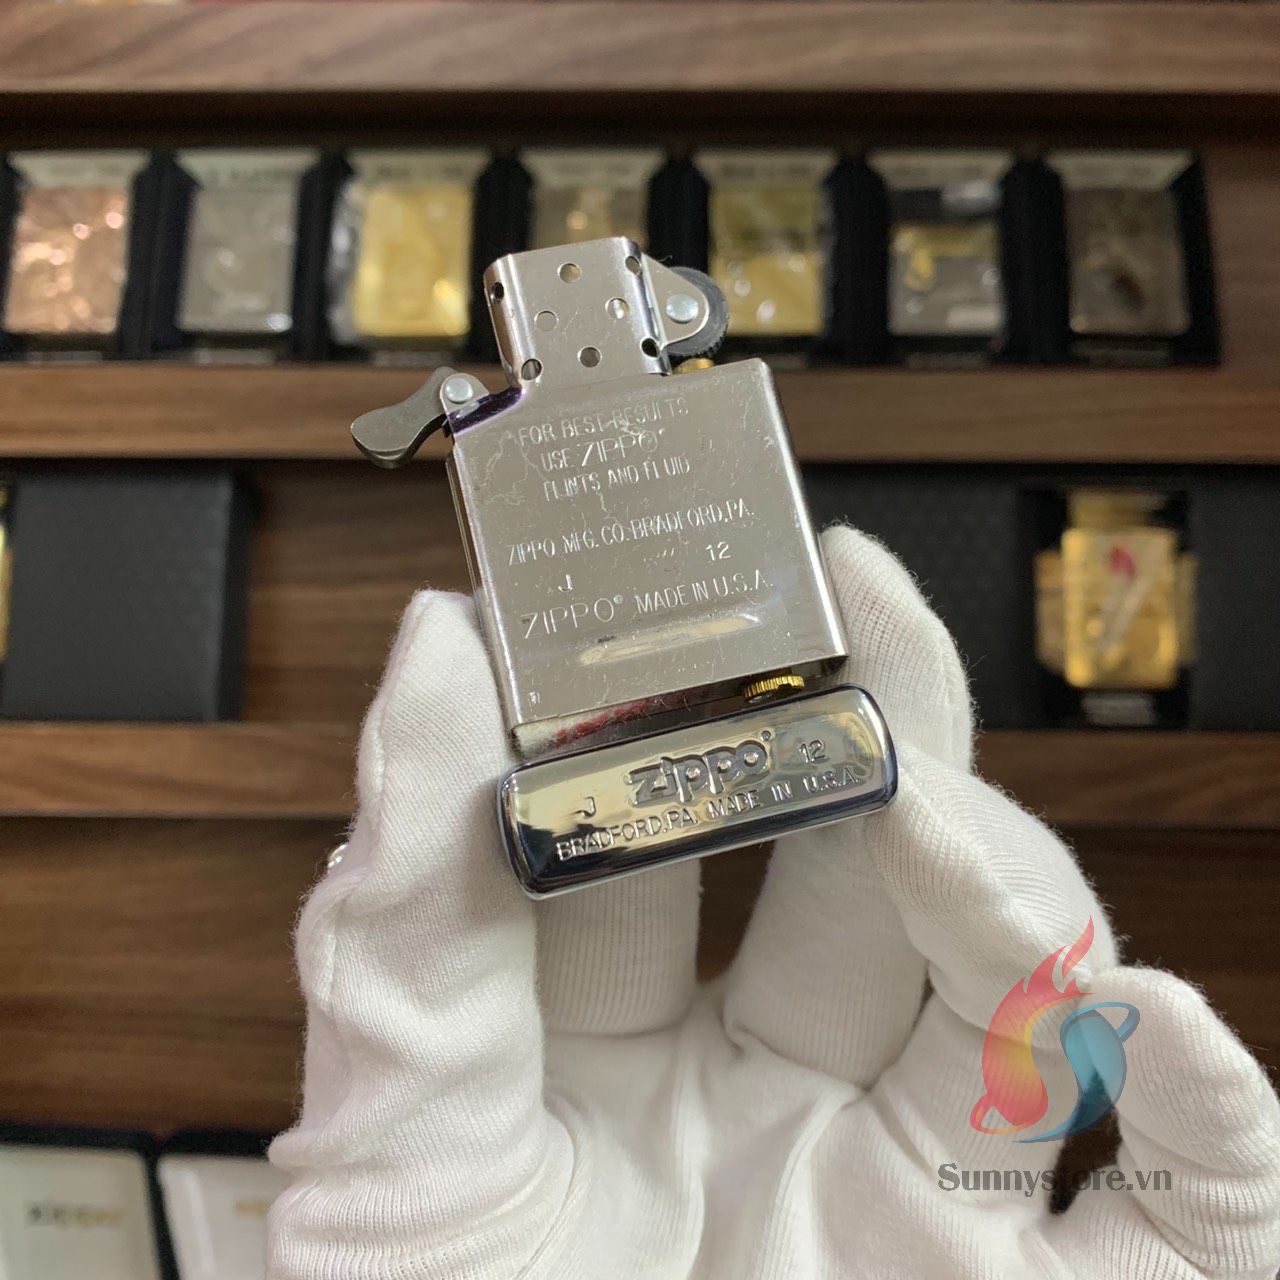 FOR BEST RESULTS
USE ZIPPO®
FLINTS AND FLUID
ZIPPO MFG. CO. BRADFORD, PA.
J 12
ZIPPO® MADE IN U.S.A.
J zippo® 12
BRADFORD, PA. MADE IN U.S.A.
Sunnystore.vn